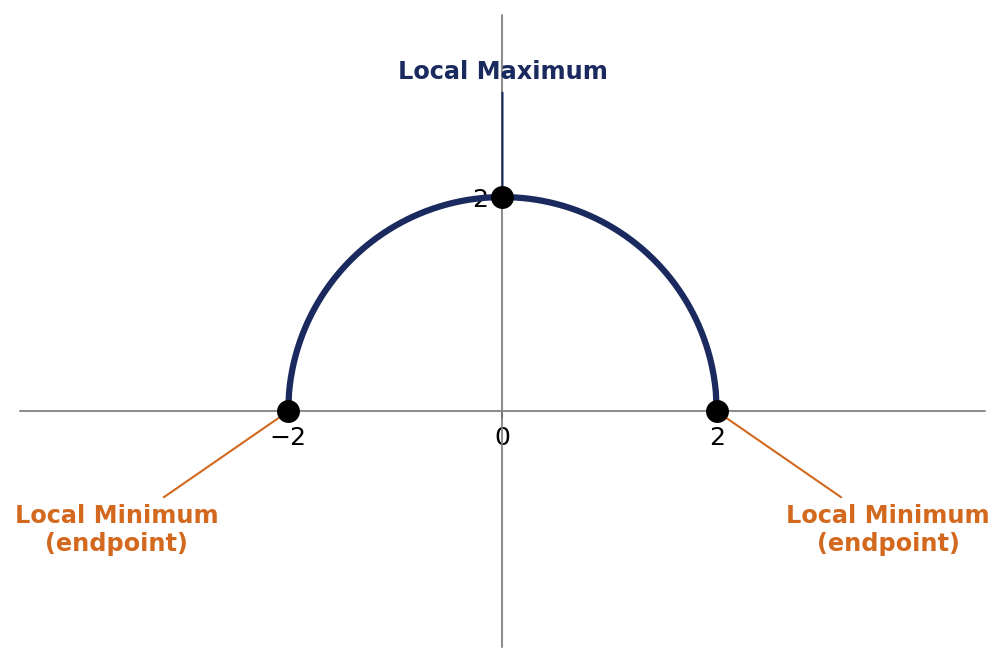 Local Maximum
2
−2
0
2
Local Minimum
(endpoint)
Local Minimum
(endpoint)